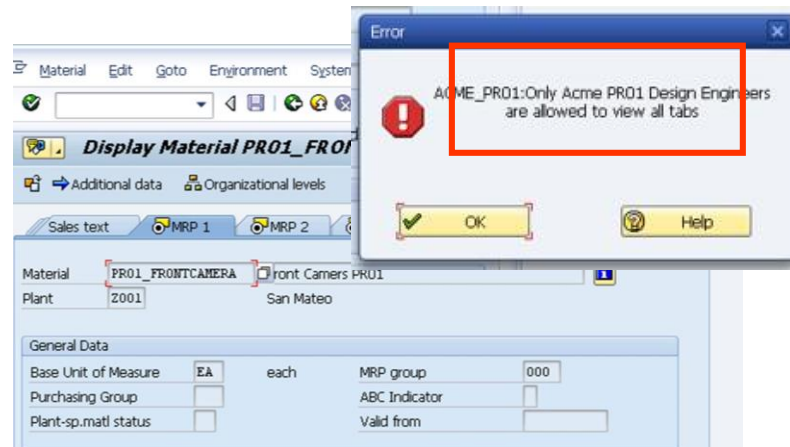 Error
ACME_PR01:Only Acme PR01 Design Engineers
are allowed to view all tabs
OK
Help
Material Edit Goto Environment System
Display Material PR01_FRO
Additional data Organizational levels
Sales text MRP 1 MRP 2
Material PR01_FRONTCAMERA ront Camers PR01
Plant Z001 San Mateo
General Data
Base Unit of Measure EA each MRP group 000
Purchasing Group ABC Indicator
Plant-sp.matl status Valid from